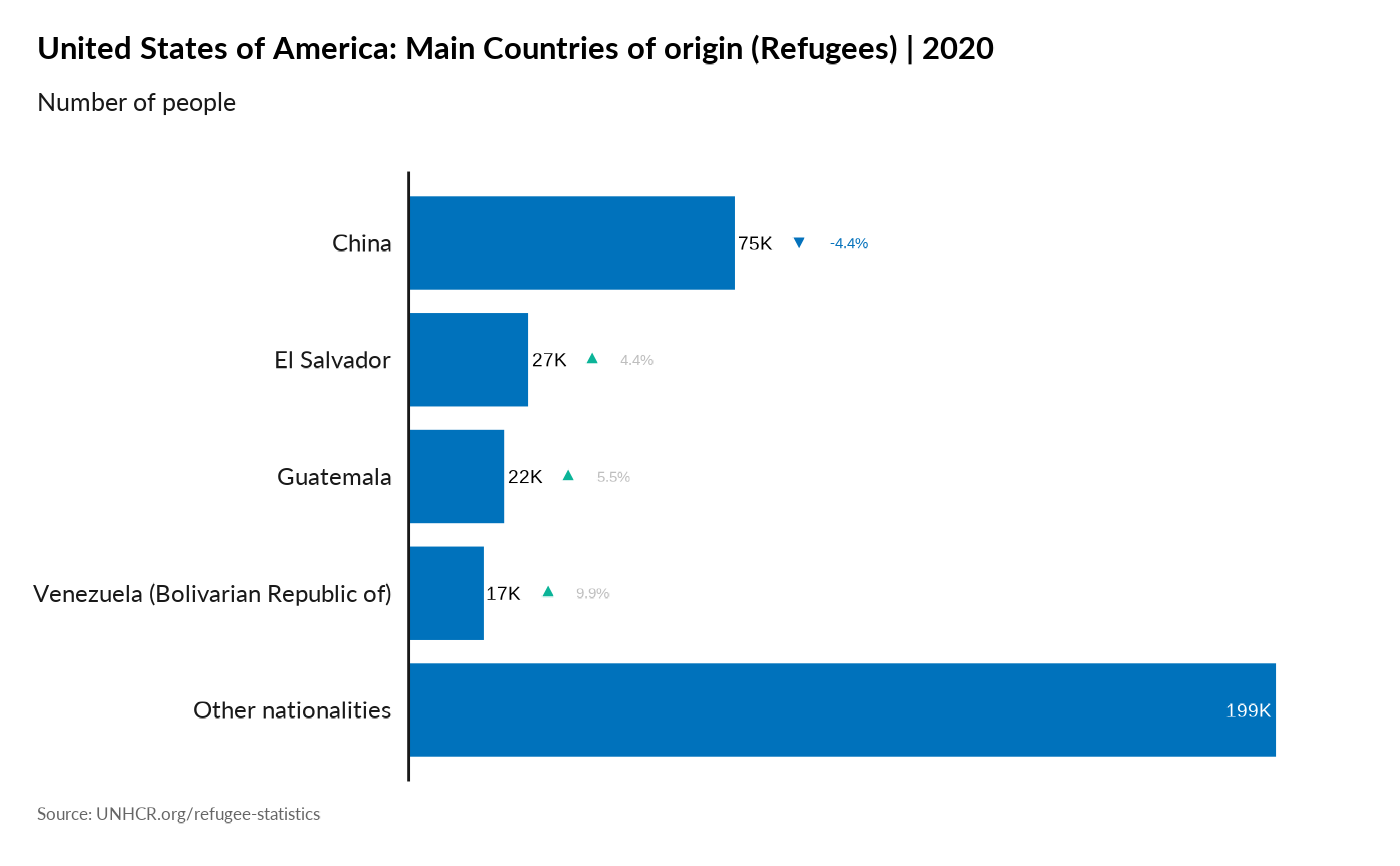 United States of America: Main Countries of origin (Refugees) | 2020
Number of people
China 75K ▼ -4.4%
El Salvador 27K ▲ 4.4%
Guatemala 22K ▲ 5.5%
Venezuela (Bolivarian Republic of) 17K ▲ 9.9%
Other nationalities 199K
Source: UNHCR.org/refugee-statistics